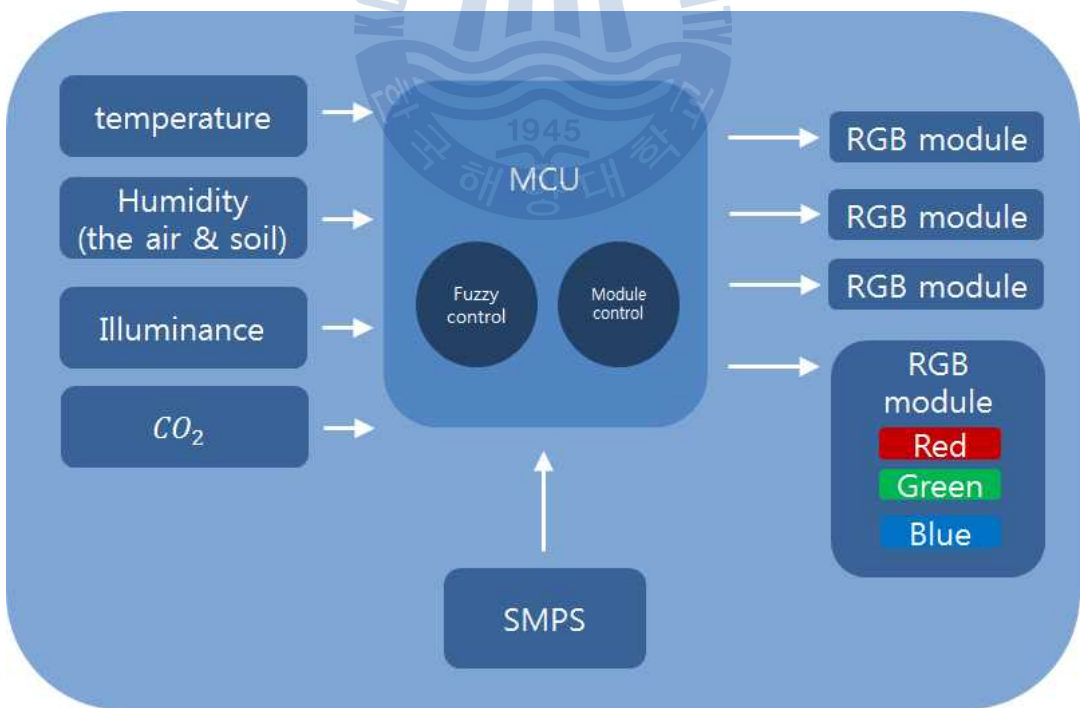 temperature
Humidity
(the air & soil)
Illuminance
CO₂
1945
MCU
Fuzzy
control
Module
control
SMPS
RGB module
RGB module
RGB module
RGB
module
Red
Green
Blue